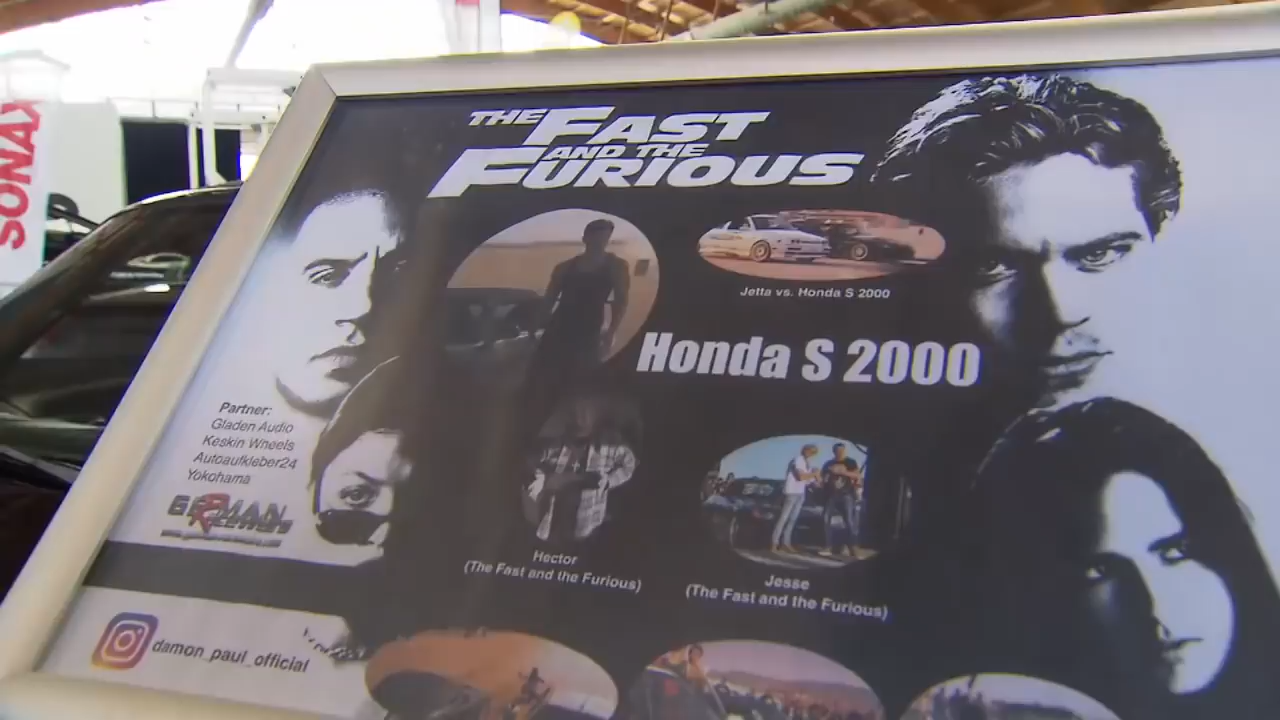 SONAX
THE FAST
AND THE
FURIOUS
Jetta vs. Honda S 2000
Honda S 2000
Partner:
Gladen Audio
Keskin Wheels
Autoaufkleber24
Yokohama
GERMAN
Hector
(The Fast and the Furious)
Jesse
(The Fast and the Furious)
damon_paul_official